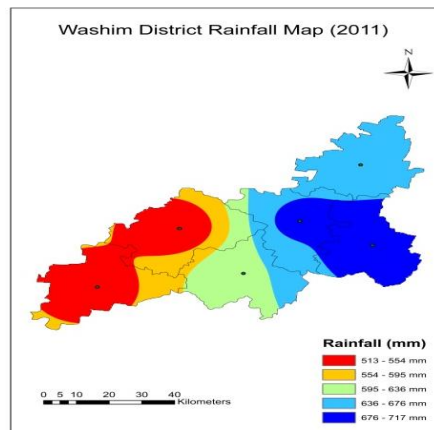 Washim District Rainfall Map (2011)
N
Rainfall (mm)
513 - 554 mm
554 - 595 mm
595 - 636 mm
636 - 676 mm
676 - 717 mm
0 5 10 20 30 40
Kilometers